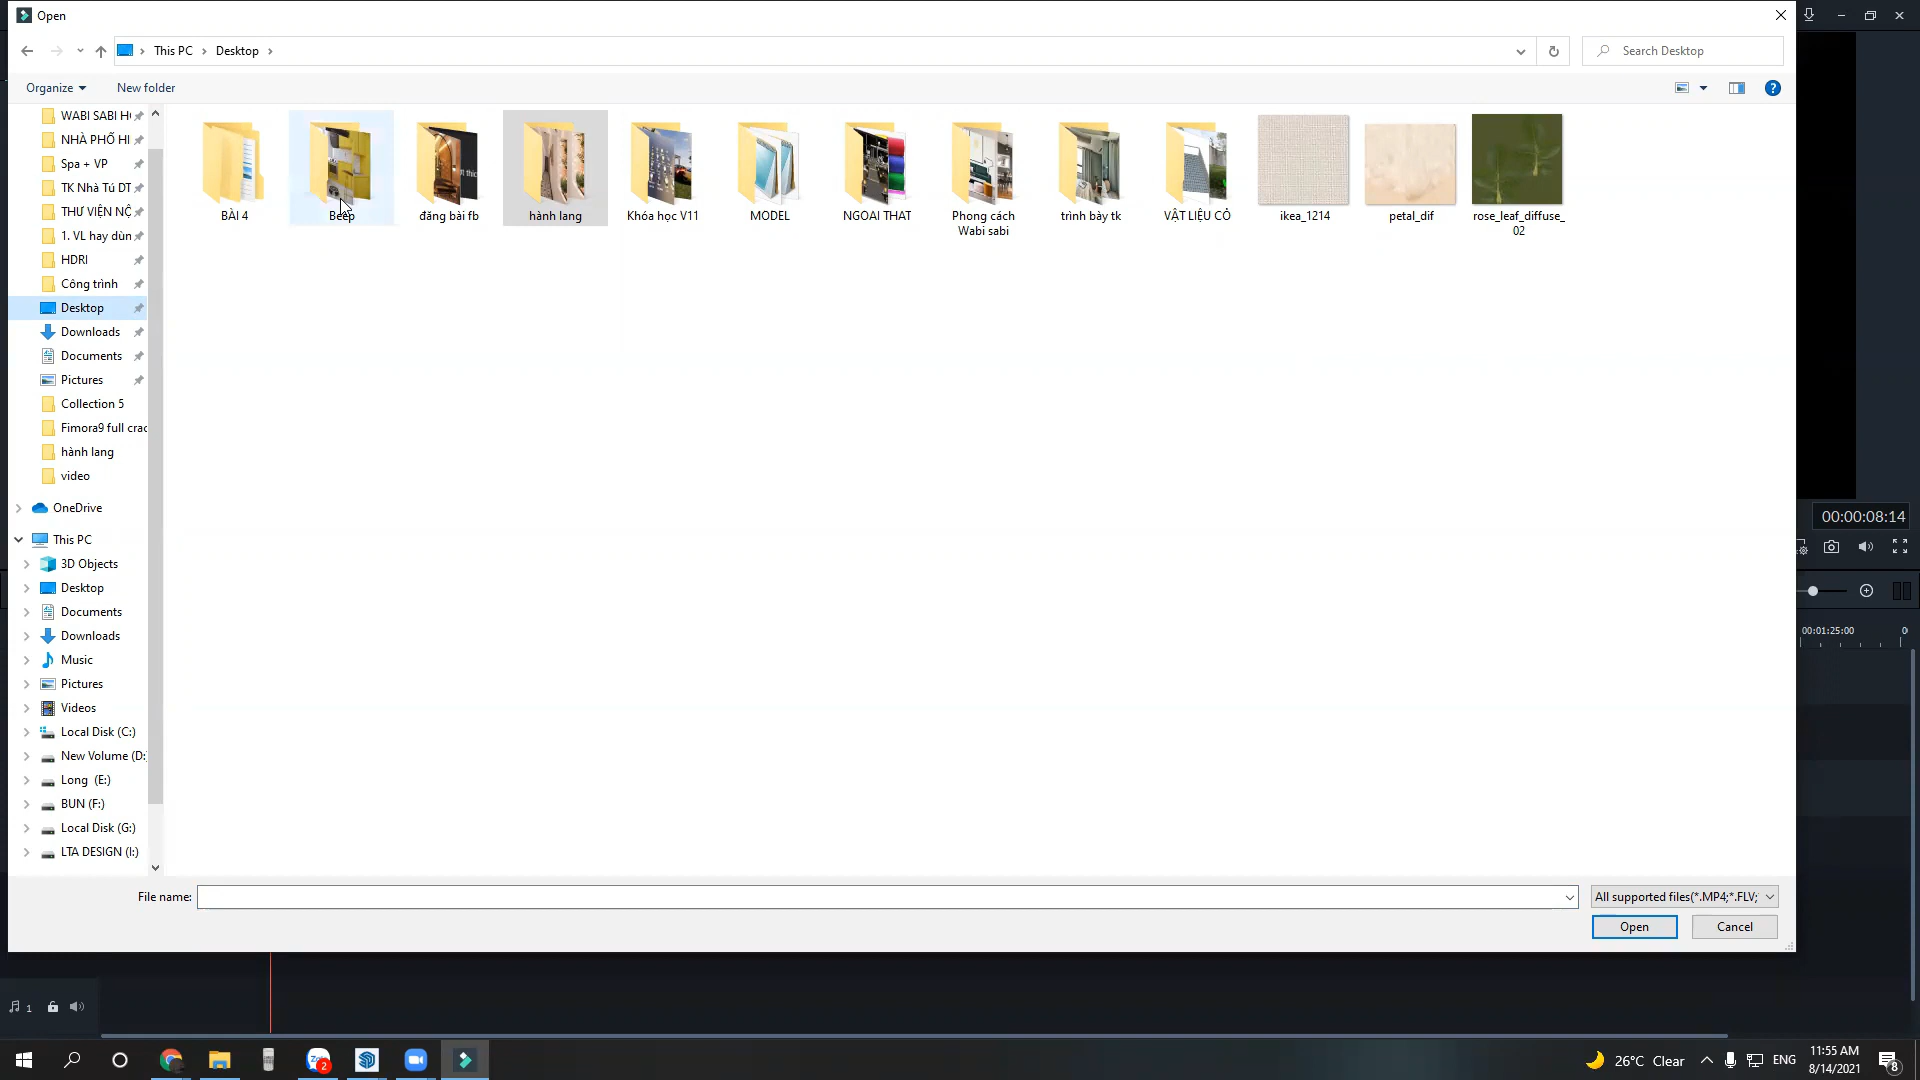 Open
This PC
Desktop
Search Desktop
Organize
New folder
WABI SABI H
NHÀ PHỐ HI
Spa + VP
TK Nhà Tú DT
THƯ VIỆN NỘ
1. VL hay dùn
HDRI
Công trình
Desktop
Downloads
Documents
Pictures
Collection 5
Fimora9 full crac
hành lang
video
OneDrive
This PC
3D Objects
Desktop
Documents
Downloads
Music
Pictures
Videos
Local Disk (C:)
New Volume (D:
Long (E:)
BUN (F:)
Local Disk (G:)
LTA DESIGN (I:)
BÀI 4
Beep
đăng bài fb
hành lang
Khóa học V11
MODEL
NGOAI THAT
Phong cách
Wabi sabi
trình bày tk
VẬT LIỆU CỎ
ikea_1214
petal_dif
rose_leaf_diffuse_
02
00:00:08:14
00:01:25:00
File name:
All supported files(*.MP4;*.FLV;
Open
Cancel
1
2
26°C Clear
ENG
11:55 AM
8/14/2021
8